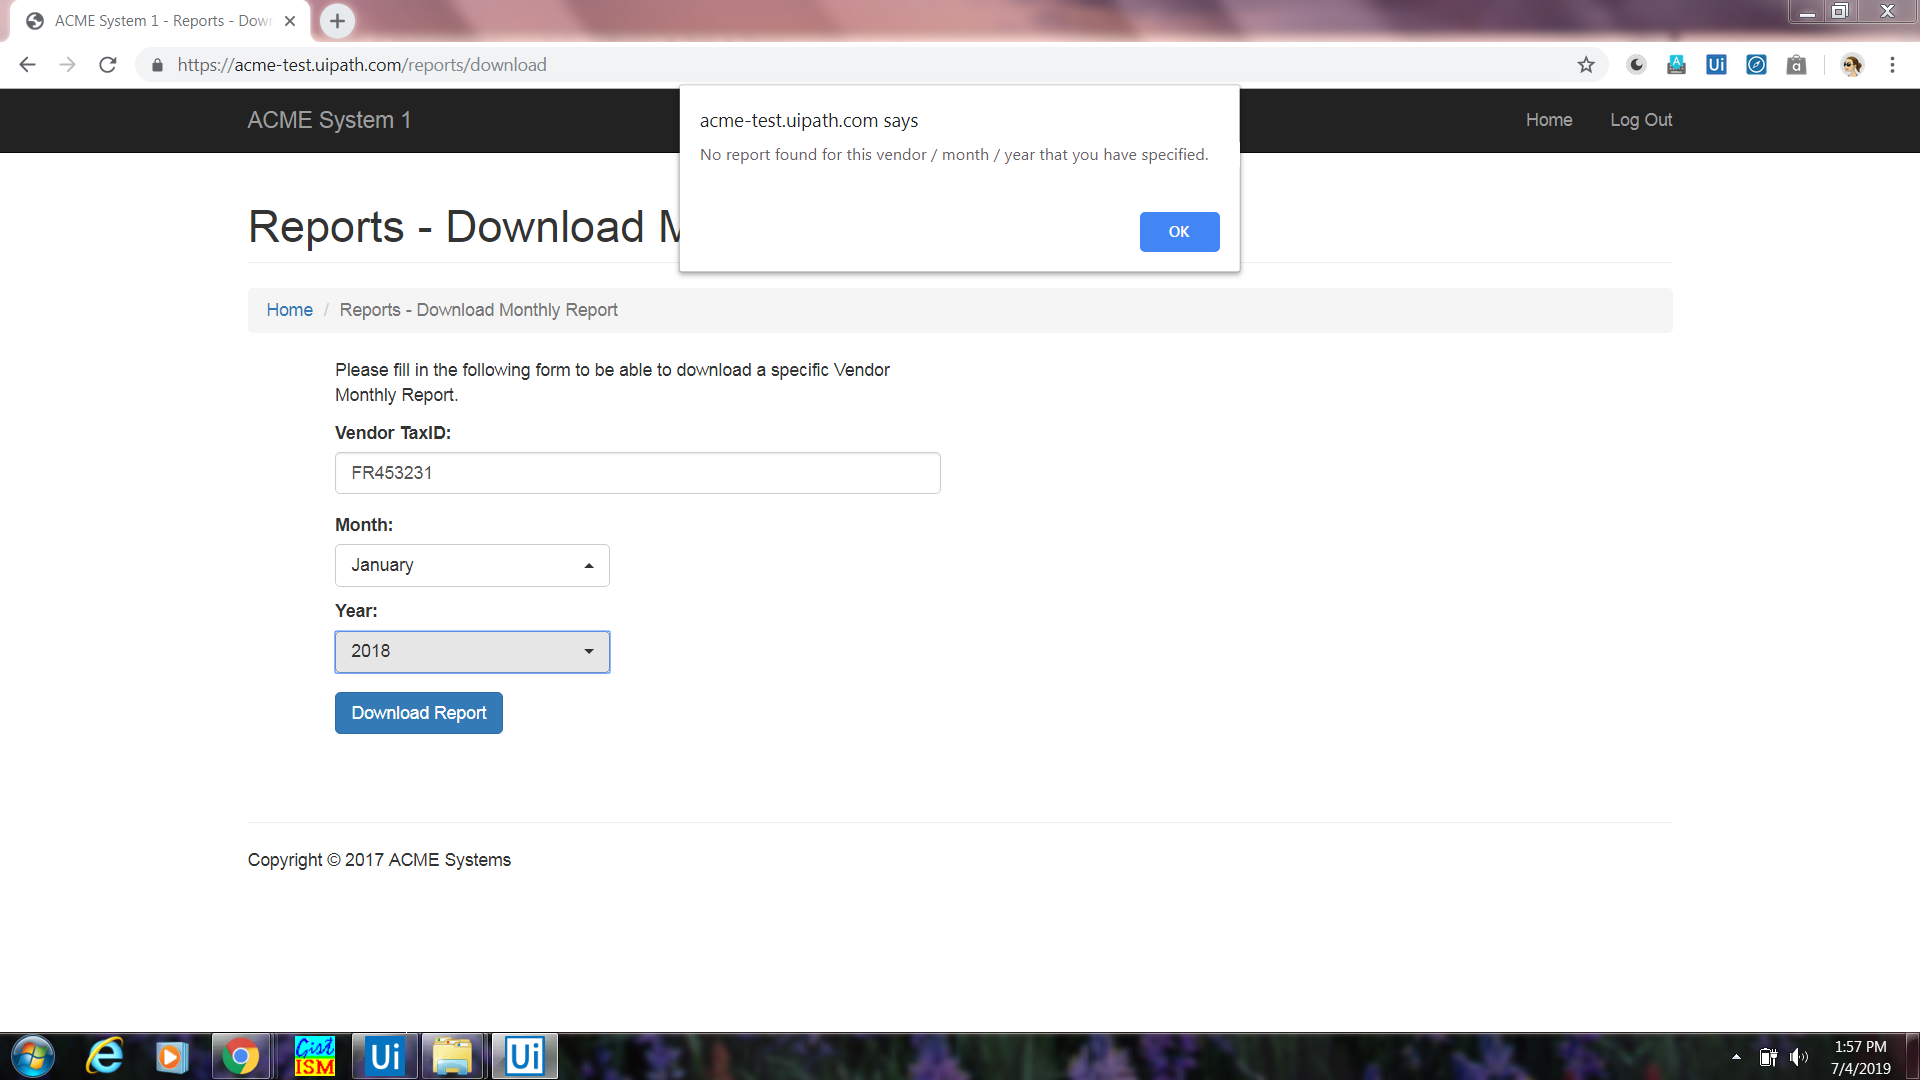 ACME System 1 - Reports - Dow
https://acme-test.uipath.com/reports/download
ACME System 1
Home
Log Out
acme-test.uipath.com says
No report found for this vendor / month / year that you have specified.
OK
Reports - Download
Home / Reports - Download Monthly Report
Please fill in the following form to be able to download a specific Vendor
Monthly Report.
Vendor TaxID:
FR453231
Month:
January
Year:
2018
Download Report
Copyright © 2017 ACME Systems
Gist
ISM
Ui
Ui
1:57 PM
7/4/2019